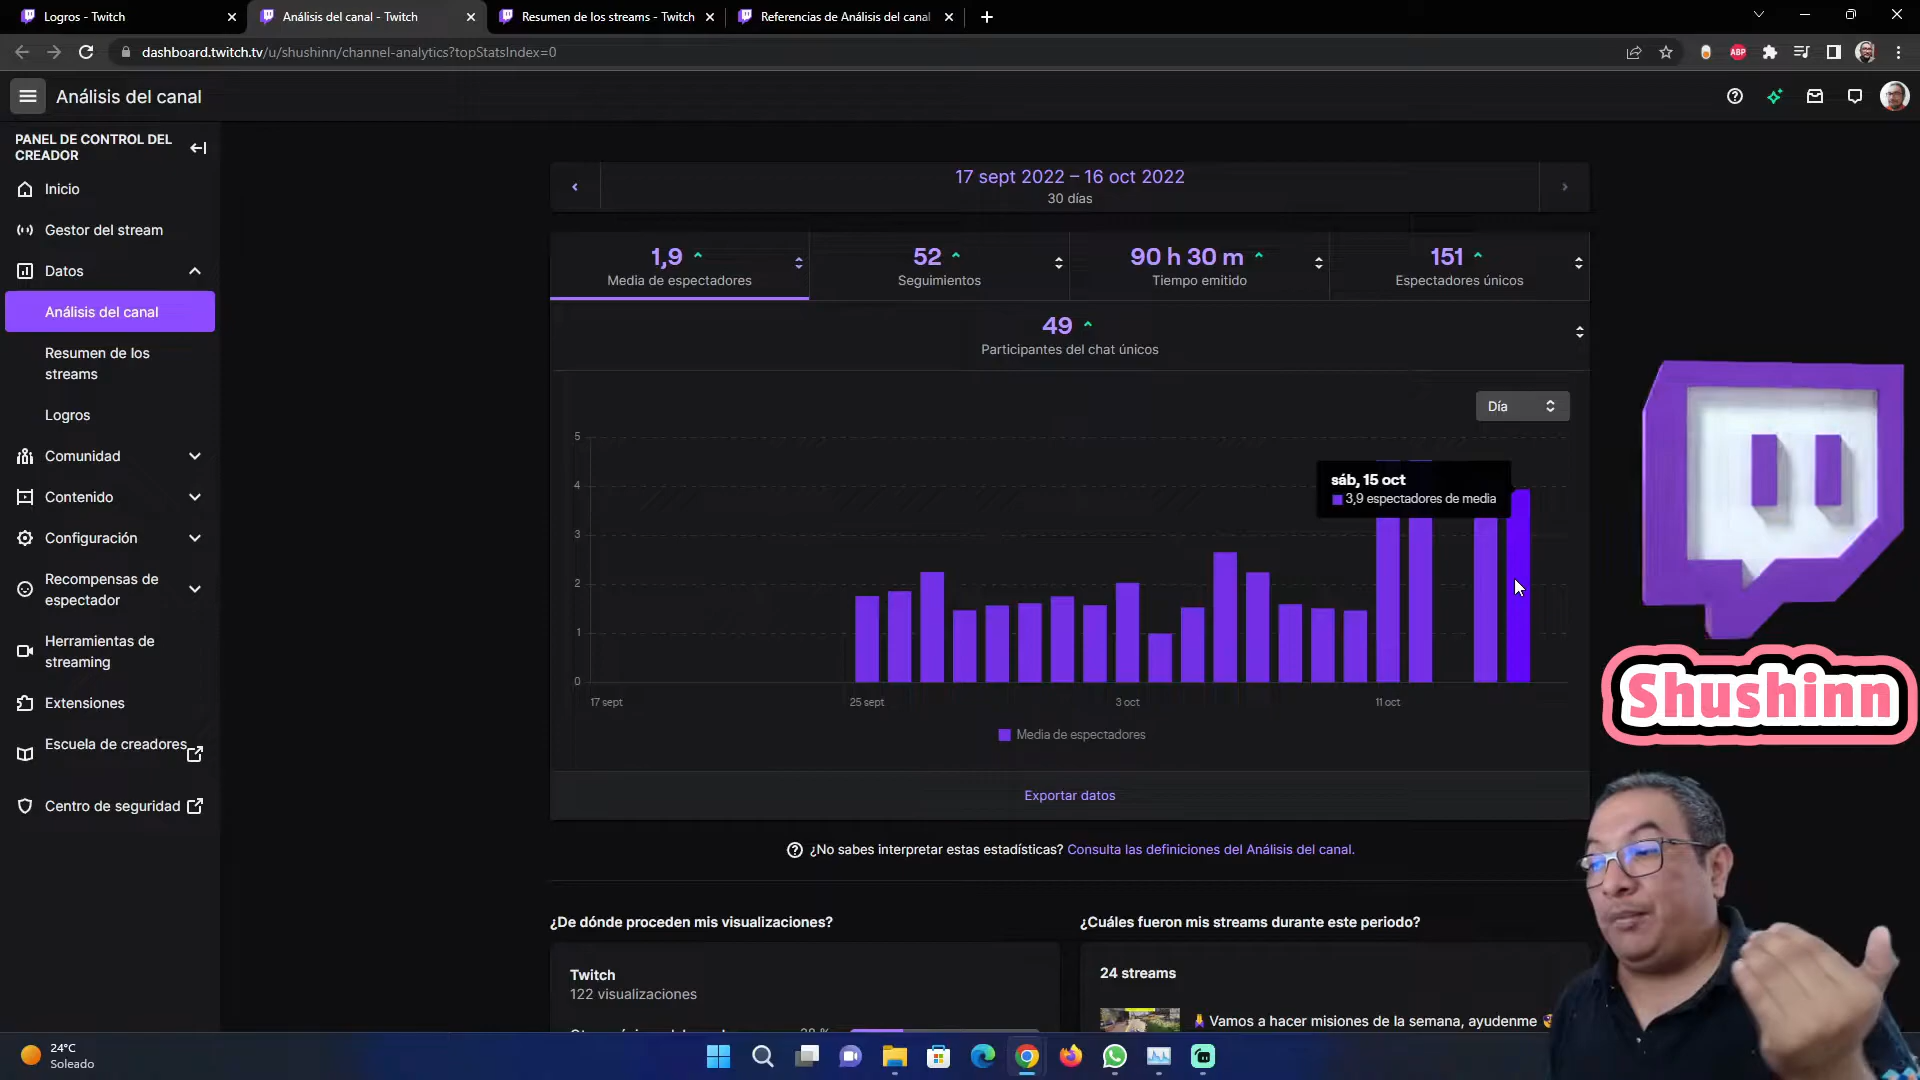 Logros - Twitch
Análisis del canal - Twitch
Resumen de los streams - Twitch
Referencias de Análisis del canal
dashboard.twitch.tv/u/shushinn/channel-analytics?topStatsIndex=0
ABP
Análisis del canal
PANEL DE CONTROL DEL
CREADOR
Inicio
Gestor del stream
Datos
Análisis del canal
Resumen de los
streams
Logros
Comunidad
Contenido
Configuración
Recompensas de
espectador
Herramientas de
streaming
Extensiones
Escuela de creadores
Centro de seguridad
17 sept 2022 – 16 oct 2022
30 días
1,9
Media de espectadores
52
Seguimientos
90 h 30 m
Tiempo emitido
151
Espectadores únicos
49
Participantes del chat únicos
Día
5
4
3
2
1
0
sáb, 15 oct
3,9 espectadores de media
17 sept
25 sept
3 oct
11 oct
Media de espectadores
Exportar datos
¿No sabes interpretar estas estadísticas? Consulta las definiciones del Análisis del canal.
¿De dónde proceden mis visualizaciones?
Twitch
122 visualizaciones
¿Cuáles fueron mis streams durante este periodo?
24 streams
Vamos a hacer misiones de la semana, ayudenme
Shushinn
24°C
Soleado